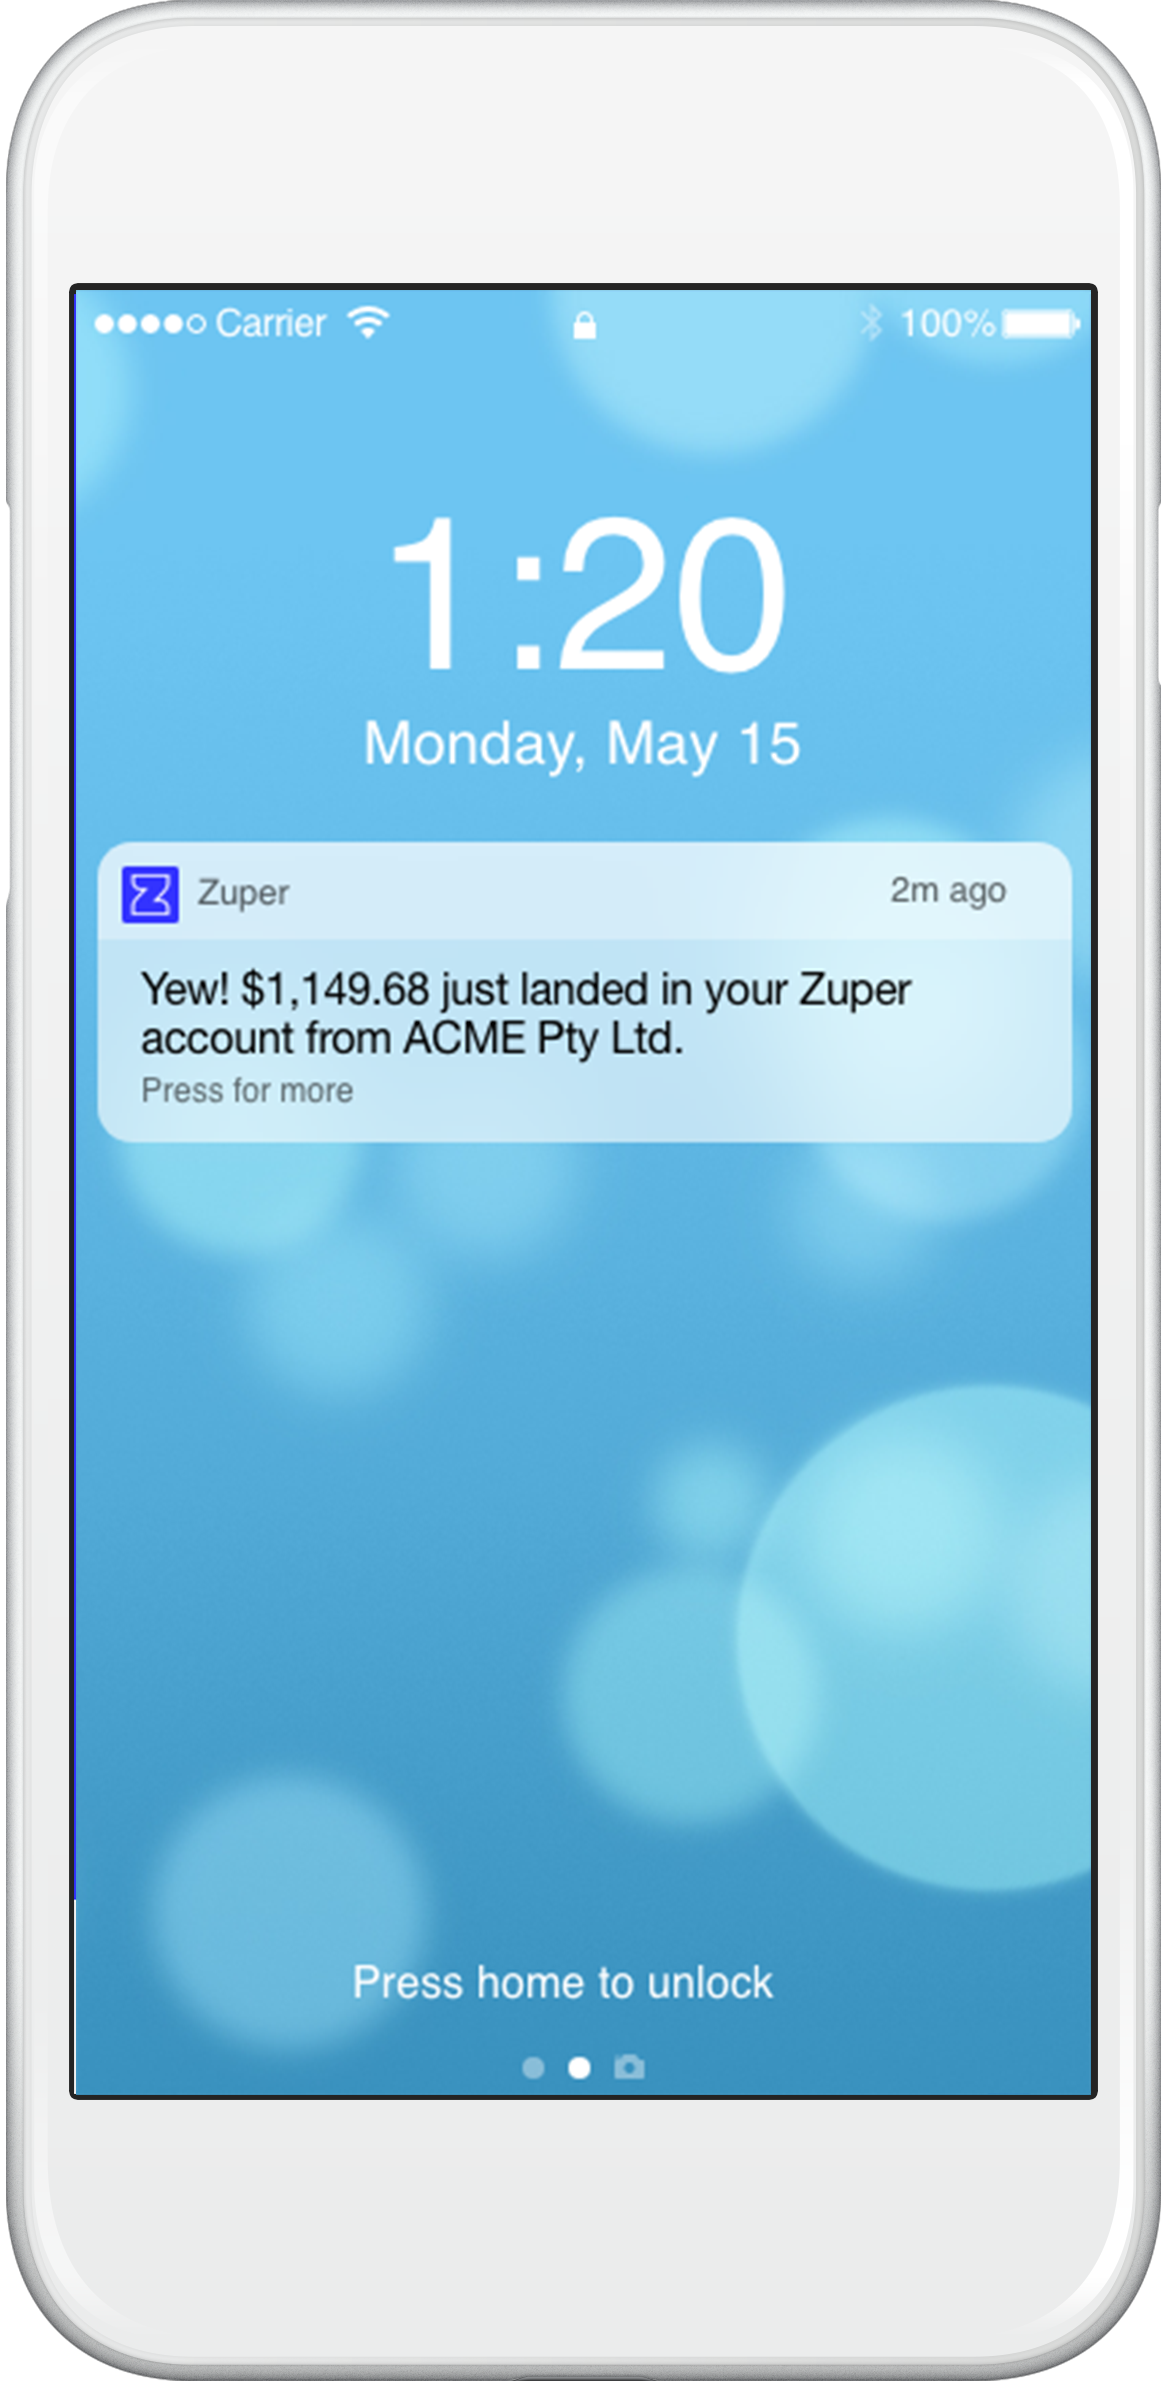 Carrier 100%
1:20
Monday, May 15
Zuper 2m ago
Yew! $1,149.68 just landed in your Zuper
account from ACME Pty Ltd.
Press for more
Press home to unlock